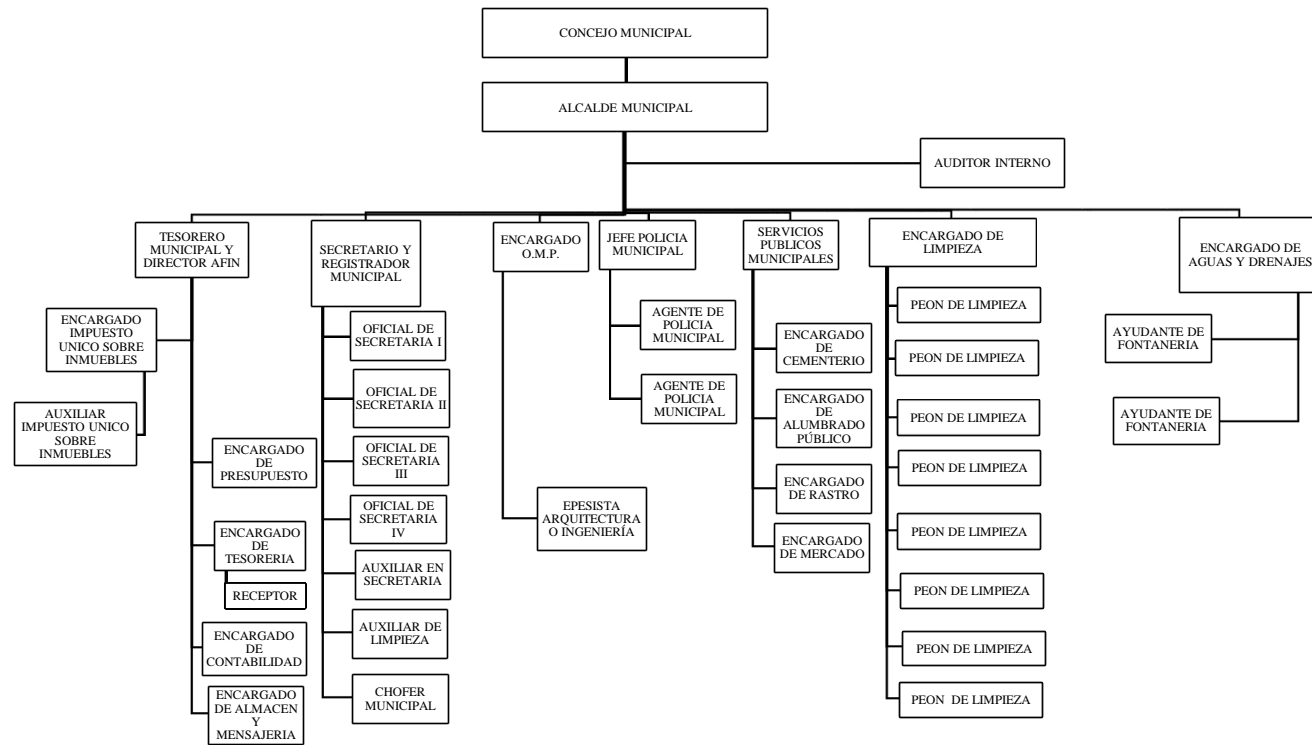 CONCEJO MUNICIPAL
ALCALDE MUNICIPAL
AUDITOR INTERNO
TESORERO
MUNICIPAL Y
DIRECTOR AFIN
ENCARGADO
IMPUESTO
UNICO SOBRE
INMUEBLES
AUXILIAR
IMPUESTO UNICO
SOBRE
INMUEBLES
ENCARGADO
DE
PRESUPUESTO
ENCARGADO
DE
TESORERIA
RECEPTOR
ENCARGADO
DE
CONTABILIDAD
ENCARGADO
DE ALMACEN
Y
MENSAJERIA
SECRETARIO Y
REGISTRADOR
MUNICIPAL
OFICIAL DE
SECRETARIA I
OFICIAL DE
SECRETARIA II
OFICIAL DE
SECRETARIA
III
OFICIAL DE
SECRETARIA
IV
AUXILIAR EN
SECRETARIA
AUXILIAR DE
LIMPIEZA
CHOFER
MUNICIPAL
ENCARGADO
O.M.P.
EPESISTA
ARQUITECTURA
O INGENIERÍA
JEFE POLICIA
MUNICIPAL
AGENTE DE
POLICIA
MUNICIPAL
AGENTE DE
POLICIA
MUNICIPAL
SERVICIOS
PUBLICOS
MUNICIPALES
ENCARGADO
DE
CEMENTERIO
ENCARGADO
DE
ALUMBRADO
PÚBLICO
ENCARGADO
DE RASTRO
ENCARGADO
DE MERCADO
ENCARGADO DE
LIMPIEZA
PEON DE LIMPIEZA
PEON DE LIMPIEZA
PEON DE LIMPIEZA
PEON DE LIMPIEZA
PEON DE LIMPIEZA
PEON DE LIMPIEZA
PEON DE LIMPIEZA
PEON DE LIMPIEZA
ENCARGADO DE
AGUAS Y DRENAJES
AYUDANTE DE
FONTANERIA
AYUDANTE DE
FONTANERIA